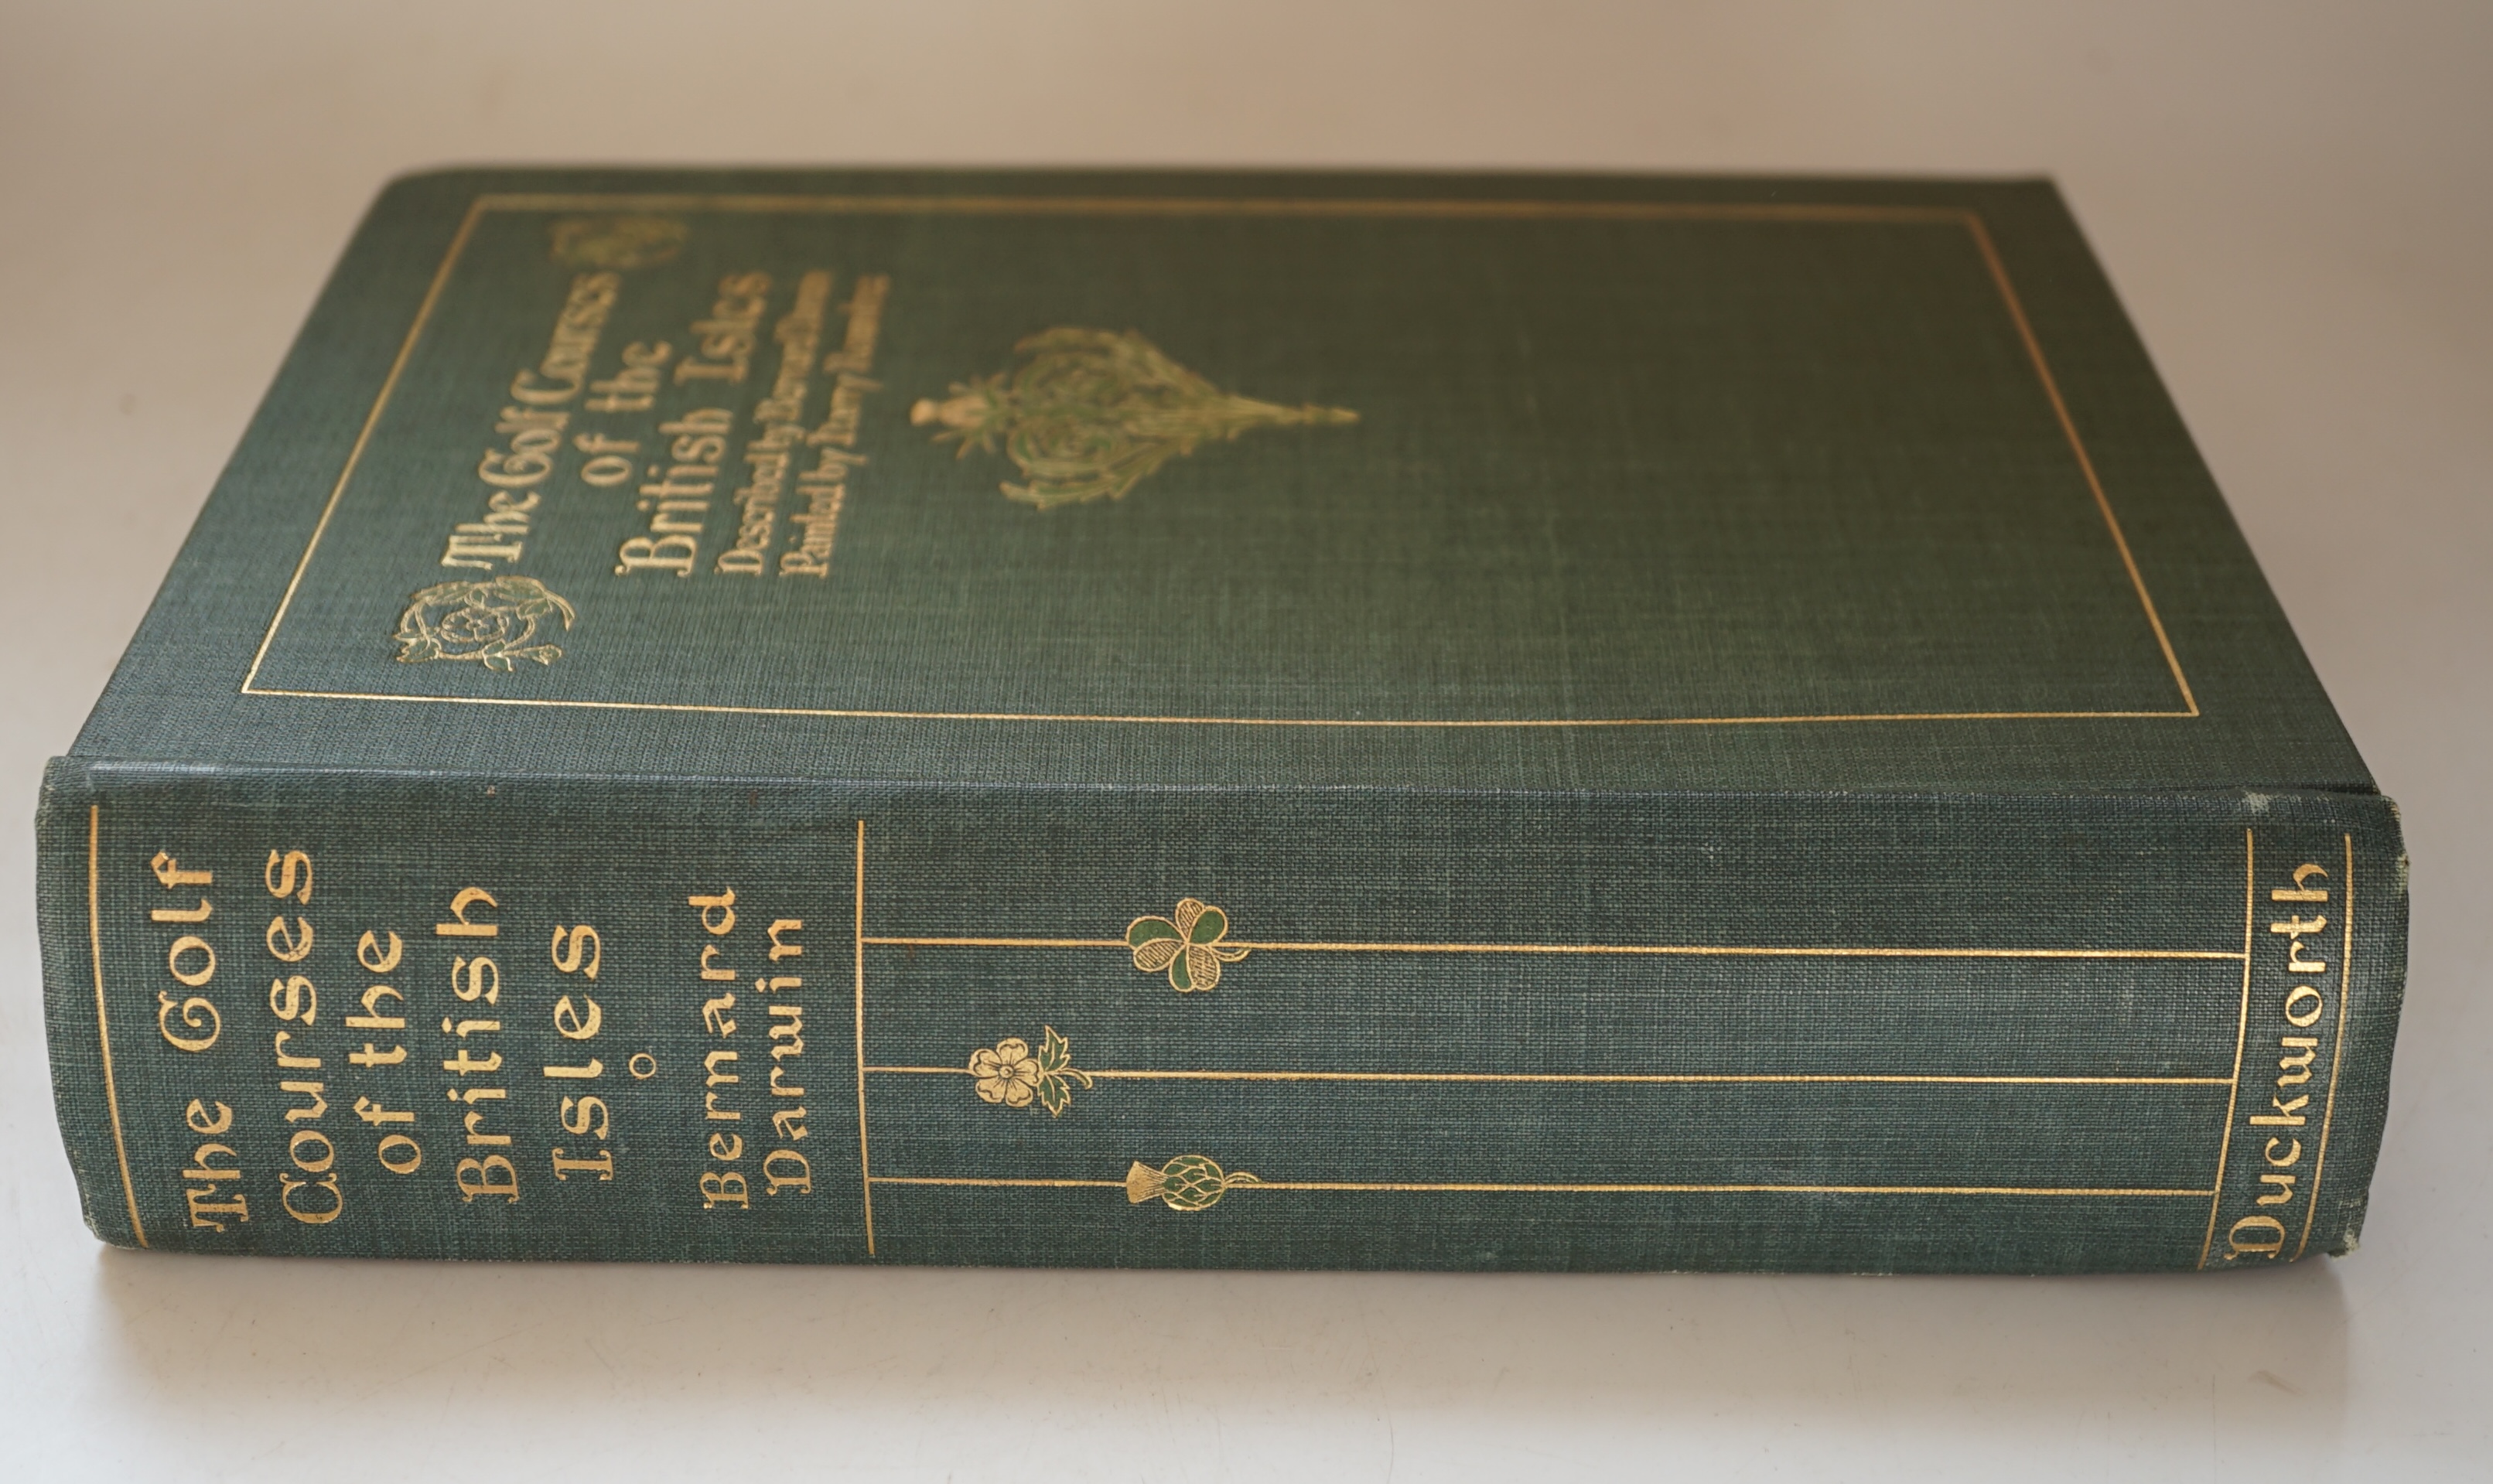 The Golf Courses
of the
British Isles
Described by Bernard Darwin
Painted by Harry Rountree
The Golf
Courses
of the
British
Isles
Bernard
Darwin
Duckworth